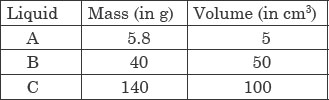 Liquid Mass (in g) Volume (in cm³)
A 5.8 5
B 40 50
C 140 100